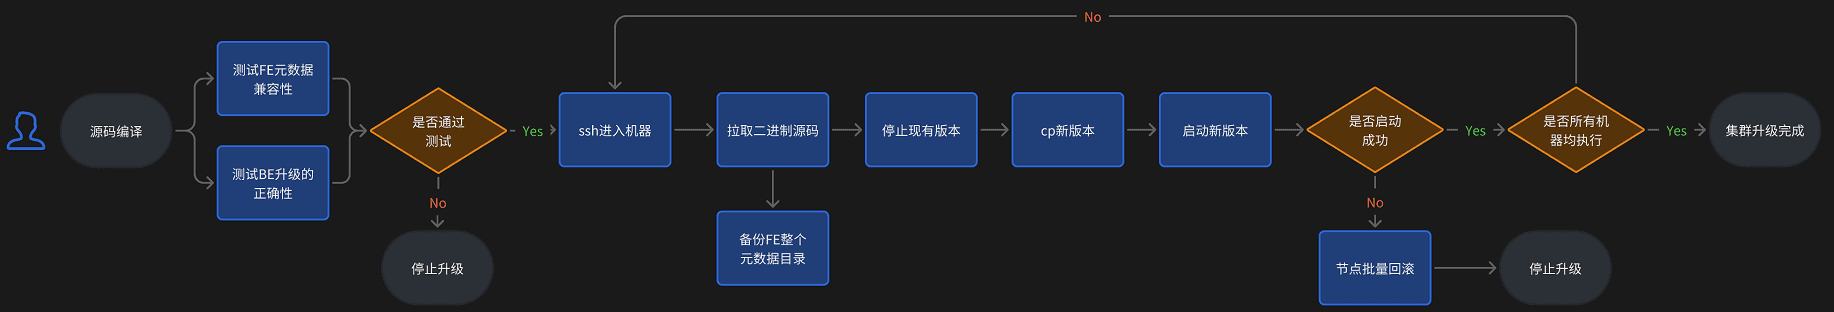 源码编译
测试FE元数据
兼容性
测试BE升级的
正确性
是否通过
测试
No
停止升级
Yes
ssh进入机器
拉取二进制源码
备份FE整个
元数据目录
停止现有版本
cp新版本
启动新版本
是否启动
成功
No
节点批量回滚
停止升级
Yes
是否所有机
器均执行
No
Yes
集群升级完成